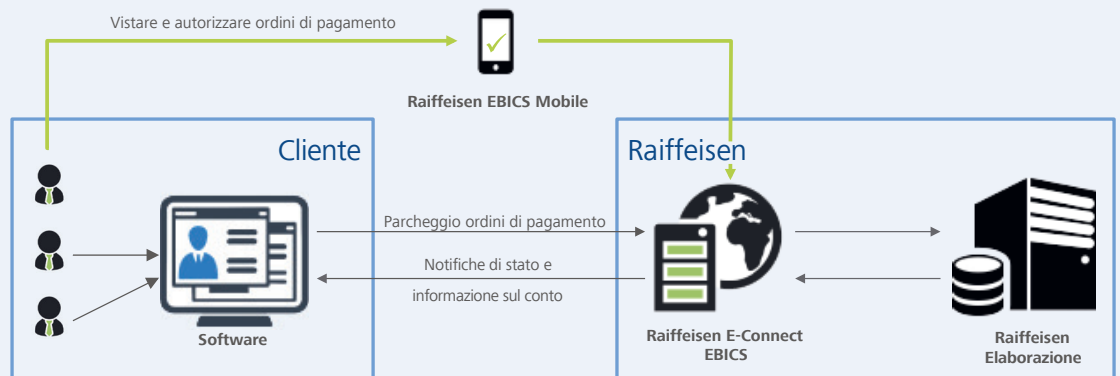 Vistare e autorizzare ordini di pagamento
Raiffeisen EBICS Mobile
Cliente
Raiffeisen
Parcheggio ordini di pagamento
Notifiche di stato e
informazione sul conto
Software
Raiffeisen E-Connect
EBICS
Raiffeisen
Elaborazione